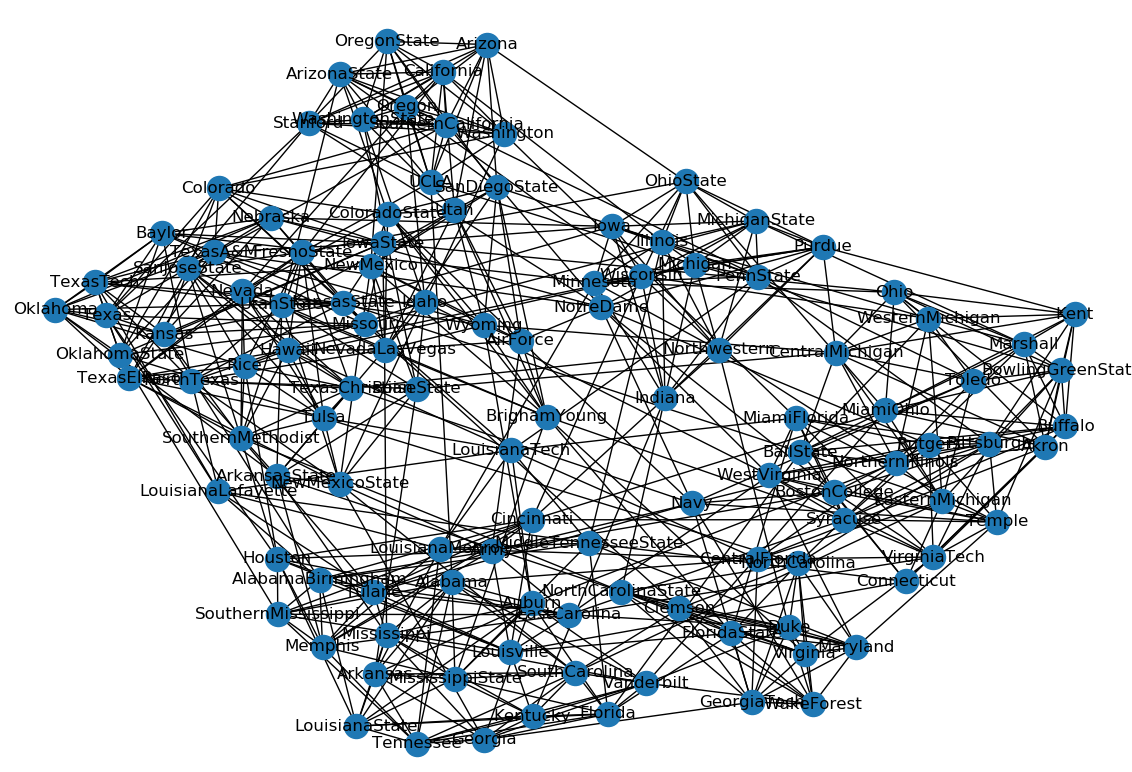 OregonState
Arizona
ArizonaState
California
Oregon
Stanford
WashingtonState
SouthernCalifornia
Washington
Colorado
UCLA
SanDiegoState
OhioState
Nebraska
ColoradoState
Utah
MichiganState
Baylor
Iowa
Illinois
Purdue
TexasA&M
FresnoState
IowaState
SanJoseState
NewMexico
Wisconsin
Michigan
PennState
TexasTech
Nevada
Minnesota
Ohio
Oklahoma
Texas
UtahState
KansasState
Idaho
NotreDame
WesternMichigan
Kent
Kansas
Missouri
Wyoming
AirForce
Marshall
OklahomaState
Rice
Hawaii
NevadaLasVegas
Northwestern
CentralMichigan
TexasElPaso
NorthTexas
TexasChristian
BoiseState
Toledo
BowlingGreenStat
Indiana
Tulsa
BrighamYoung
MiamiFlorida
MiamiOhio
Buffalo
SouthernMethodist
LouisianaTech
BallState
Rutgers
Pittsburgh
Akron
ArkansasState
NewMexicoState
WestVirginia
NorthernIllinois
LouisianaLafayette
Navy
BostonCollege
EasternMichigan
Cincinnati
Syracuse
Temple
Houston
LouisianaMonroe
Army
MiddleTennesseeState
CentralFlorida
NorthCarolina
VirginiaTech
AlabamaBirmingham
Alabama
Connecticut
Tulane
NorthCarolinaState
SouthernMississippi
Auburn
EastCarolina
Clemson
Mississippi
FloridaState
Duke
Memphis
Louisville
Virginia
Maryland
Arkansas
MississippiState
SouthCarolina
Vanderbilt
GeorgiaTech
WakeForest
LouisianaState
Kentucky
Florida
Tennessee
Georgia